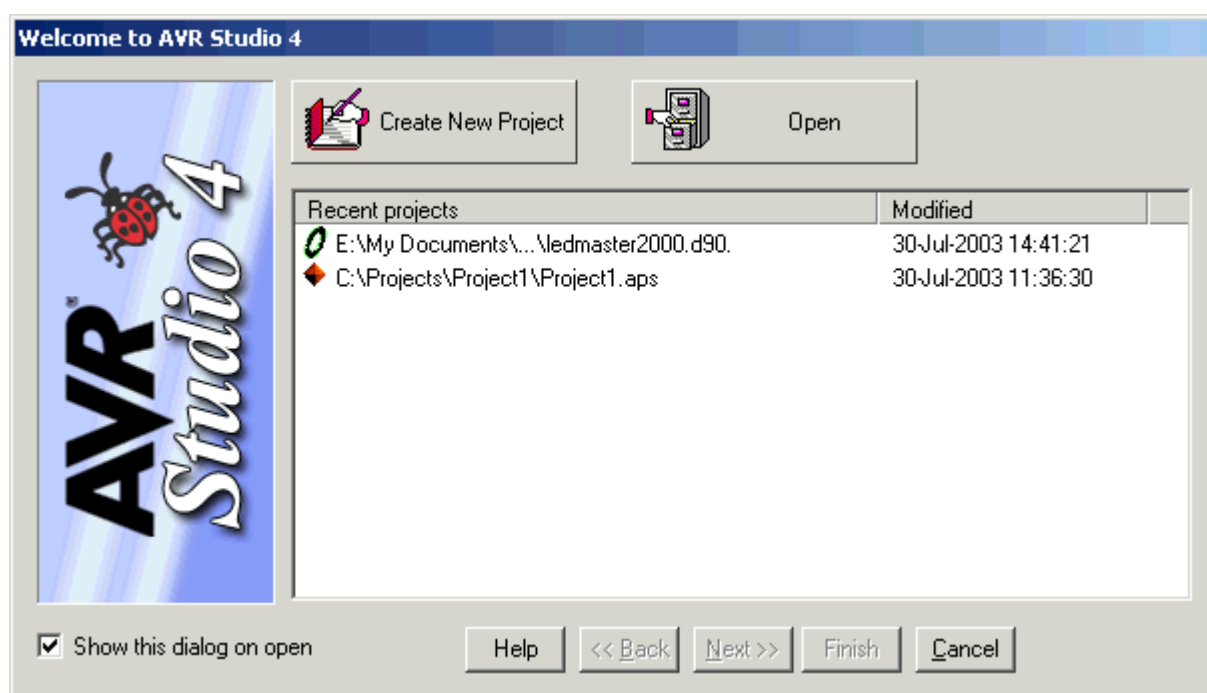 Welcome to AVR Studio 4
AVR® Studio 4
Create New Project
Open
Recent projects Modified
E:\My Documents\...\ledmaster2000.d90. 30-Jul-2003 14:41:21
C:\Projects\Project1\Project1.aps 30-Jul-2003 11:36:30
Show this dialog on open
Help << Back Next >> Finish Cancel